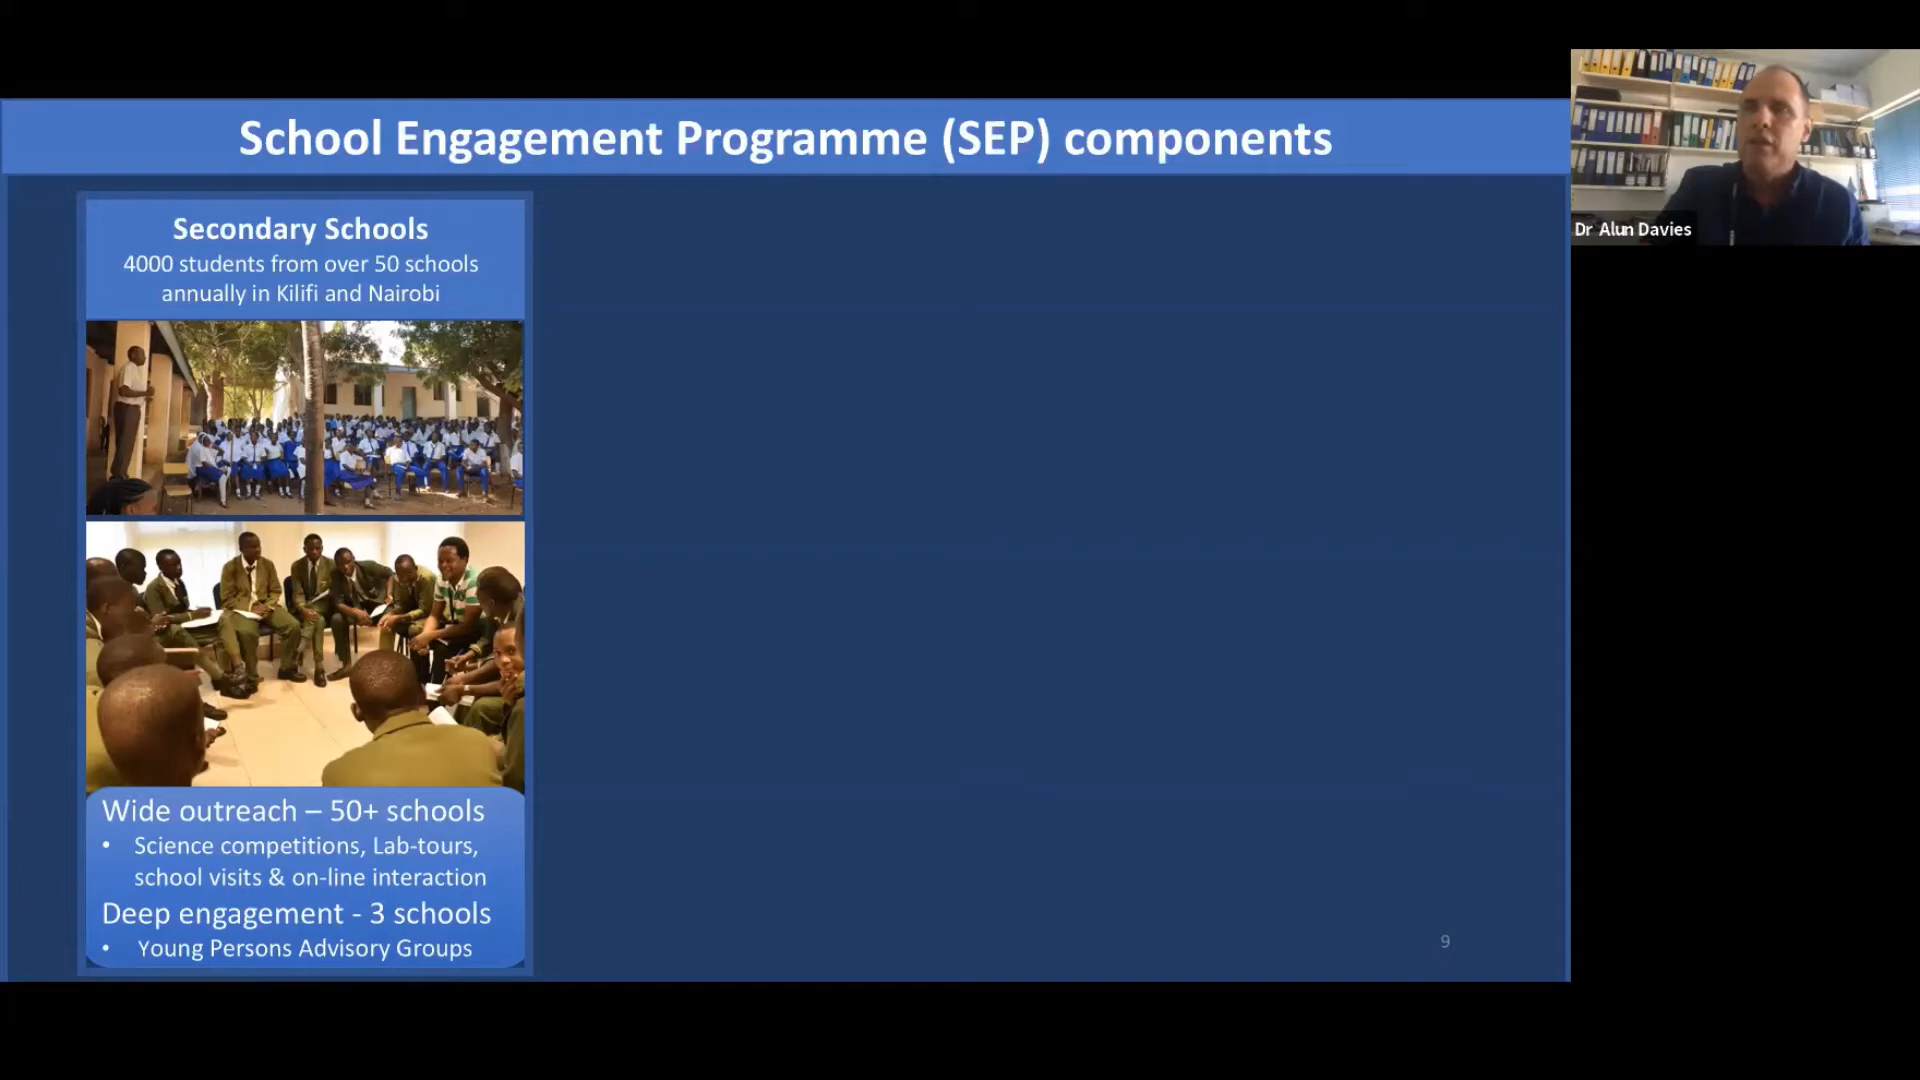 School Engagement Programme (SEP) components
Secondary Schools
4000 students from over 50 schools
annually in Kilifi and Nairobi
Wide outreach – 50+ schools
• Science competitions, Lab-tours,
school visits & on-line interaction
Deep engagement - 3 schools
• Young Persons Advisory Groups
9
Dr Alun Davies